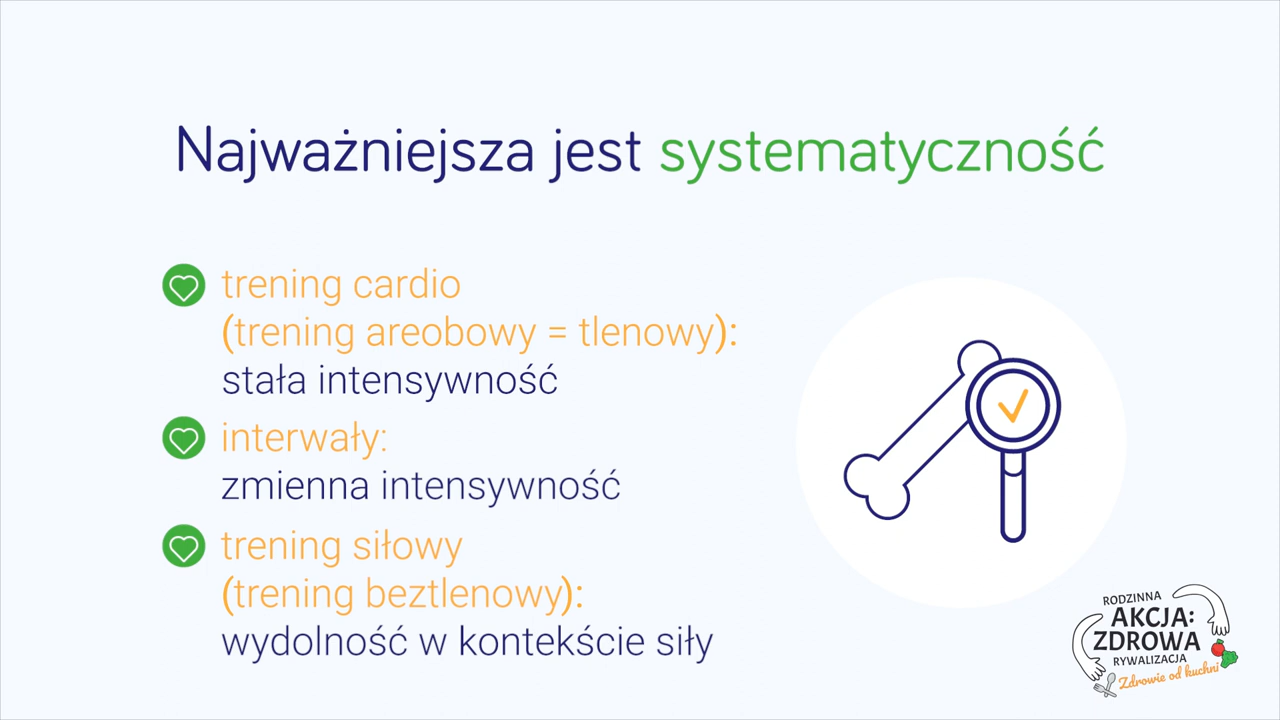 Najważniejsza jest systematyczność
trening cardio
(trening areobowy = tlenowy):
stała intensywność
interwały:
zmienna intensywność
trening siłowy
(trening beztlenowy):
wydolność w kontekście siły
RODZINNA
AKCJA:
ZDROWA
RYWALIZACJA
Zdrowie od kuchni